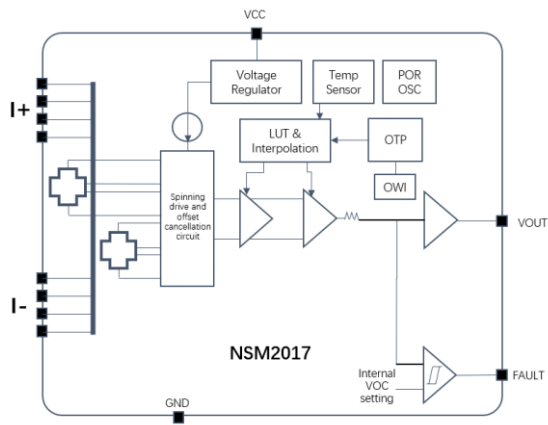 VCC
Voltage
Regulator
Temp
Sensor
POR
OSC
I+
LUT &
Interpolation
OTP
OWI
Spinning
drive and
offset
cancellation
circuit
VOUT
I-
NSM2017
Internal
VOC
setting
FAULT
GND